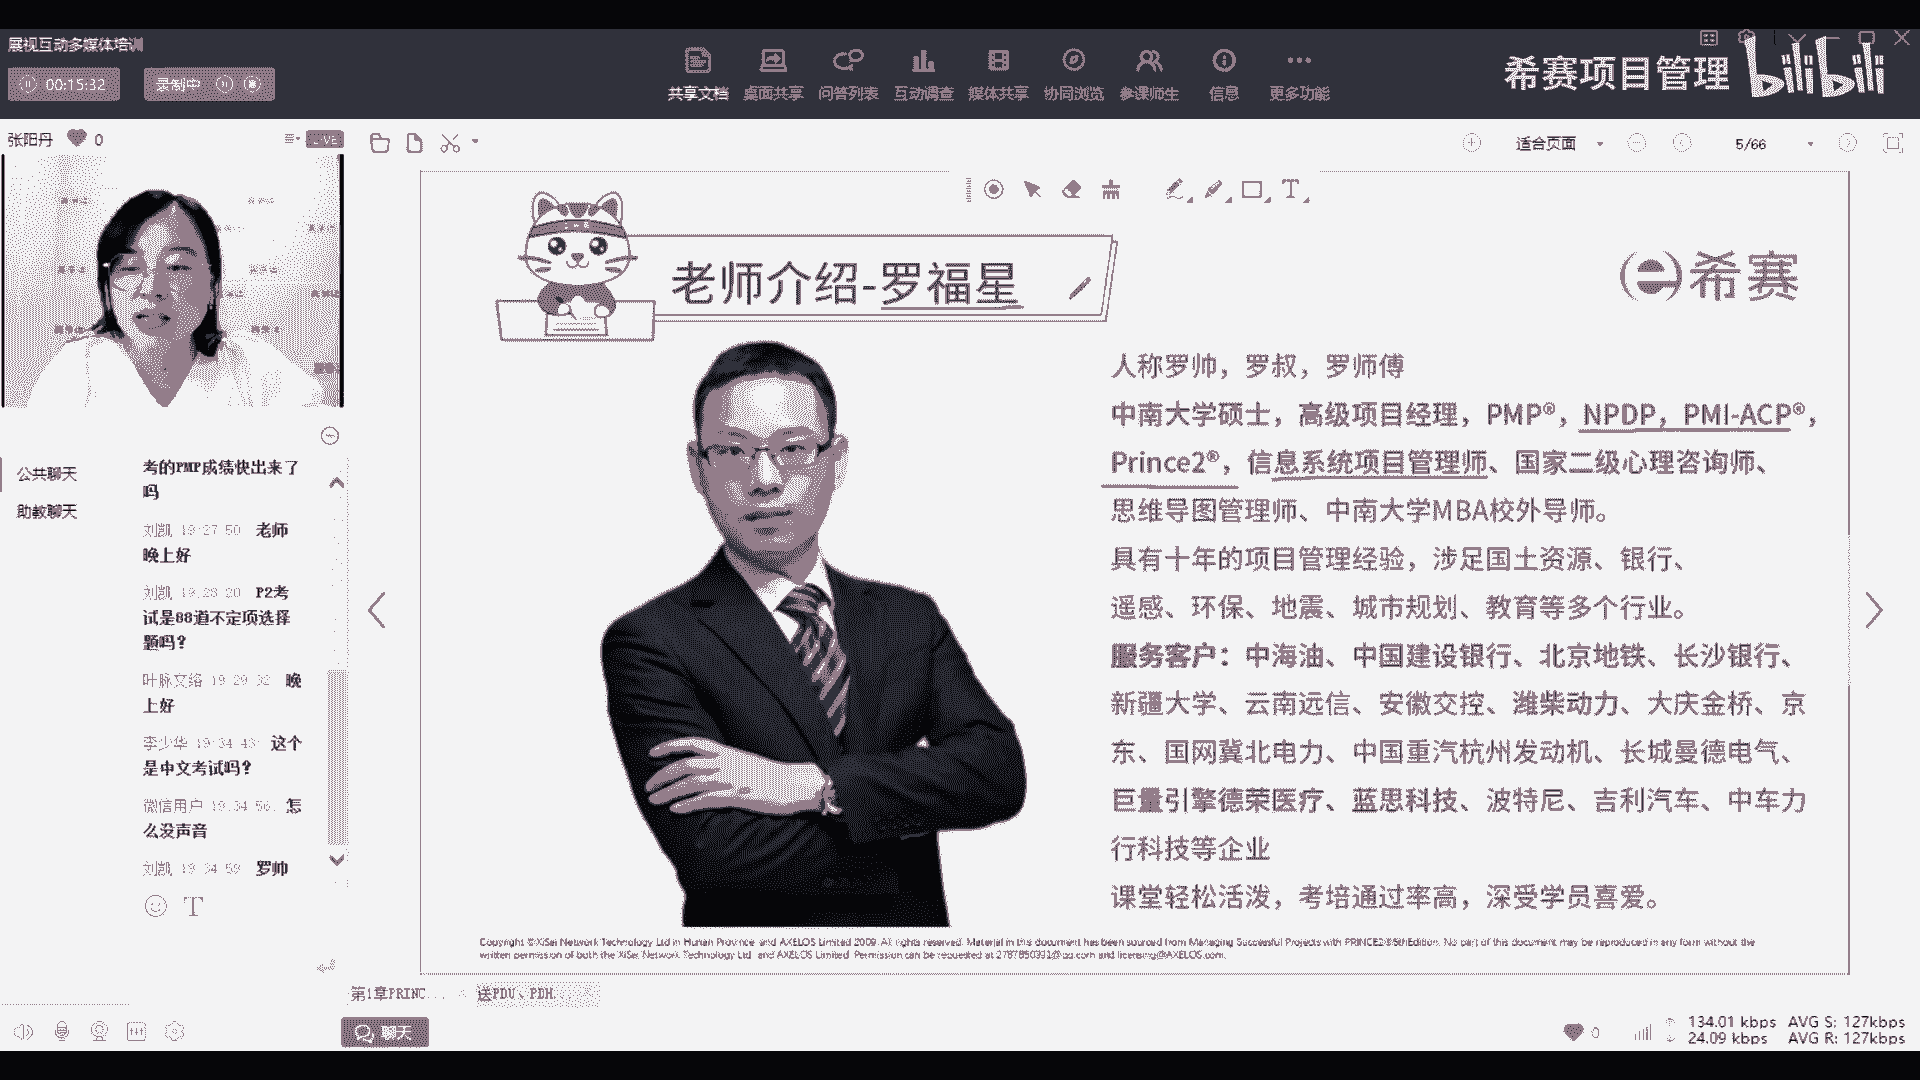 展视互动多媒体培训
00:15:32
录制中
共享文档
桌面共享
问答列表
互动调查
媒体共享
协同浏览
参课师生
信息
更多功能
希赛项目管理
bilibili
张阳丹
0
LIVE
适合页面
5/66
公共聊天
助教聊天
考的PMP成绩快出来了
吗
刘凯 19:27:50 老师
晚上好
刘凯 19:28:20 P2考
试是88道不定项选择
题吗?
叶脉文络 19:29:32 晚
上好
李少华 19:34:43 这个
是中文考试吗?
微信用户 19:34:56 怎
么没声音
刘凯 19:34:59 罗帅
老师介绍-罗福星
希赛
人称罗帅，罗叔，罗师傅
中南大学硕士，高级项目经理，PMP®，NPDP，PMI-ACP®，
Prince2®，信息系统项目管理师、国家二级心理咨询师、
思维导图管理师、中南大学MBA校外导师。
具有十年的项目管理经验，涉足国土资源、银行、
遥感、环保、地震、城市规划、教育等多个行业。
服务客户：中海油、中国建设银行、北京地铁、长沙银行、
新疆大学、云南远信、安徽交控、潍柴动力、大庆金桥、京
东、国网冀北电力、中国重汽杭州发动机、长城曼德电气、
巨量引擎德荣医疗、蓝思科技、波特尼、吉利汽车、中车力
行科技等企业
课堂轻松活泼，考培通过率高，深受学员喜爱。
Copyright ©XiSai Network Technology Ltd in Hunan Province and AXELOS Limited 2009. All rights reserved. Material in this document has been sourced from Managing Successful Projects with PRINCE2®5thEdition. No part of this document may be reproduced in any form without the
written permission of both the XiSai Network Technology Ltd and AXELOS Limited. Permission can be requested at 2787850391@qq.com and licensing@AXELOS.com.
第1章PRINC...
送PDU、PDH...
聊天
0
134.01 kbps AVG S: 127kbps
24.09 kbps AVG R: 127kbps